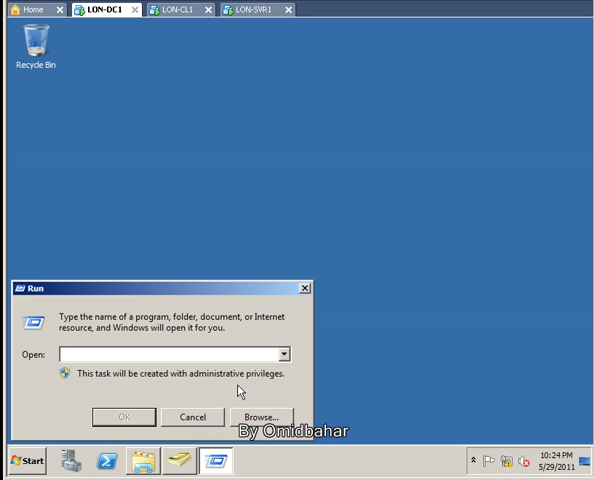 Home
LON-DC1
LON-CL1
LON-SVR1
Recycle Bin
Run
Type the name of a program, folder, document, or Internet
resource, and Windows will open it for you.
Open:
This task will be created with administrative privileges.
OK
Cancel
Browse...
By Omidbahar
Start
10:24 PM
5/29/2011